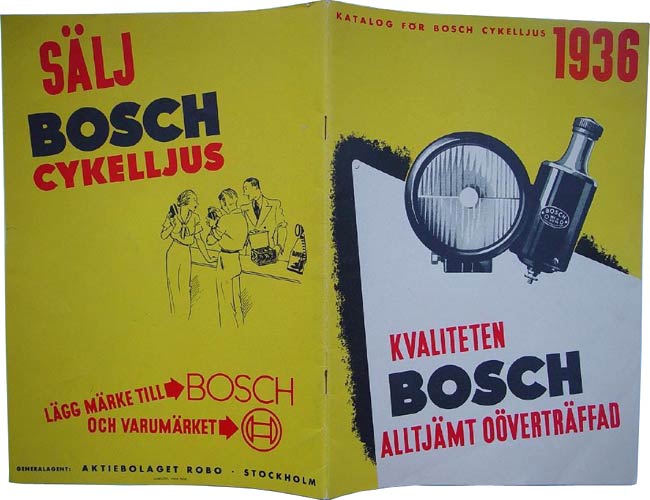 SÄLJ
BOSCH
CYKELLJUS
LÄGG MÄRKE TILL BOSCH
OCH VARUMÄRKET
GENERALAGENT: AKTIEBOLAGET ROBO · STOCKHOLM
KATALOG FÖR BOSCH CYKELLJUS
1936
BOSCH
KVALITETEN
BOSCH
ALLTJÄMT OÖVERTRÄFFAD